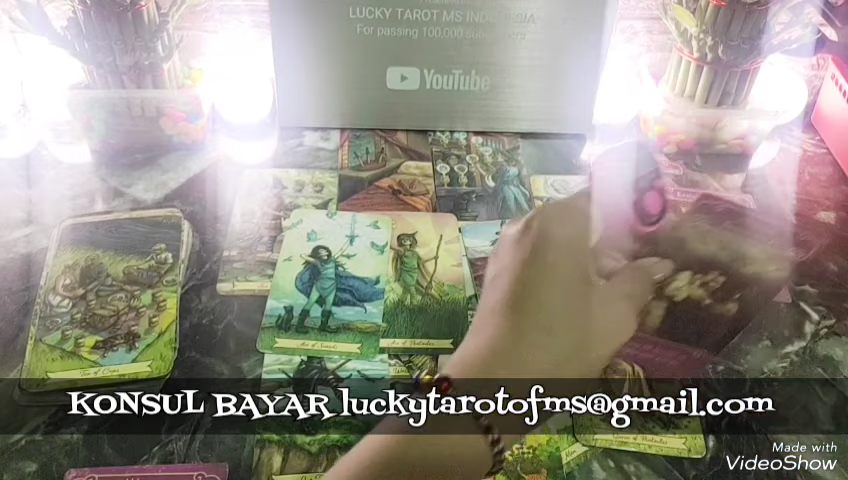 LUCKY TAROT MS INDONESIA
For passing 100,000 subscribers
YouTube
Ace of Swords
Ace of Pentacles
Ten of Cups
Queen of Pentacles
KONSUL BAYAR luckytarotofms@gmail.com
Made with
VideoShow